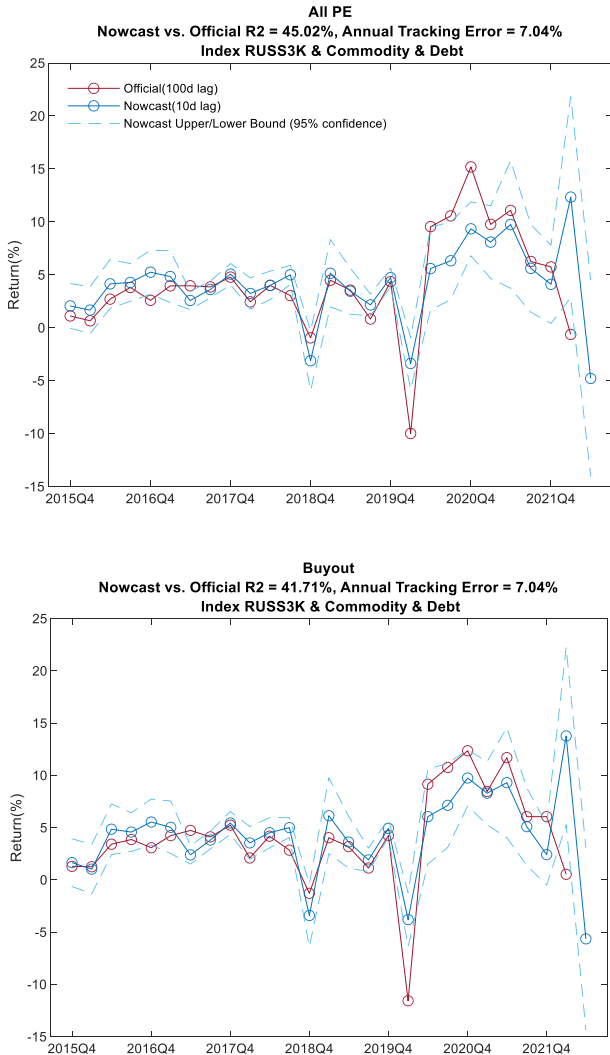 All PE
Nowcast vs. Official R2 = 45.02%, Annual Tracking Error = 7.04%
Index RUSS3K & Commodity & Debt
25
20
15
10
5
0
-5
-10
-15
Return(%)
Official(100d lag)
Nowcast(10d lag)
Nowcast Upper/Lower Bound (95% confidence)
2015Q4 2016Q4 2017Q4 2018Q4 2019Q4 2020Q4 2021Q4
Buyout
Nowcast vs. Official R2 = 41.71%, Annual Tracking Error = 7.04%
Index RUSS3K & Commodity & Debt
25
20
15
10
5
0
-5
-10
-15
Return(%)
2015Q4 2016Q4 2017Q4 2018Q4 2019Q4 2020Q4 2021Q4